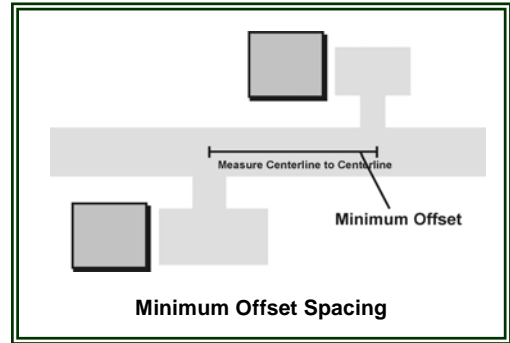 Measure Centerline to Centerline
Minimum Offset
Minimum Offset Spacing